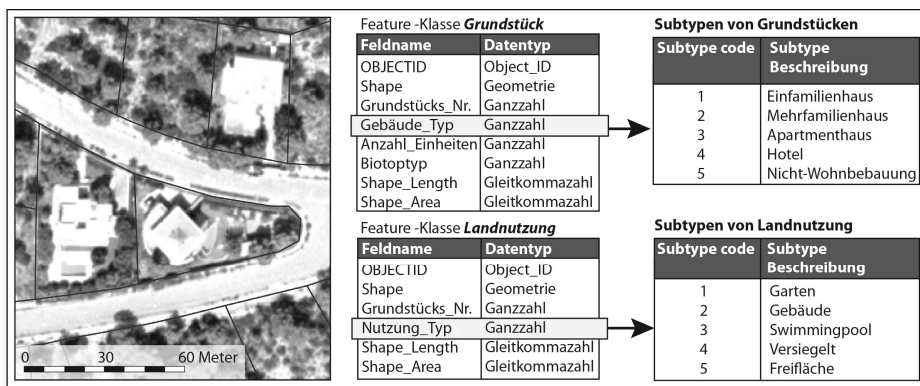 Feature -Klasse Grundstück
Feldname Datentyp
OBJECTID Object_ID
Shape Geometrie
Grundstücks_Nr. Ganzzahl
Gebäude_Typ Ganzzahl
Anzahl_Einheiten Ganzzahl
Biotoptyp Ganzzahl
Shape_Length Gleitkommazahl
Shape_Area Gleitkommazahl
Subtypen von Grundstücken
Subtype code Subtype
Beschreibung
1 Einfamilienhaus
2 Mehrfamilienhaus
3 Apartmenthaus
4 Hotel
5 Nicht-Wohnbebauung
Feature -Klasse Landnutzung
Feldname Datentyp
OBJECTID Object_ID
Shape Geometrie
Grundstücks_Nr. Ganzzahl
Nutzung_Typ Ganzzahl
Shape_Length Gleitkommazahl
Shape_Area Gleitkommazahl
Subtypen von Landnutzung
Subtype code Subtype
Beschreibung
1 Garten
2 Gebäude
3 Swimmingpool
4 Versiegelt
5 Freifläche
0 30 60 Meter